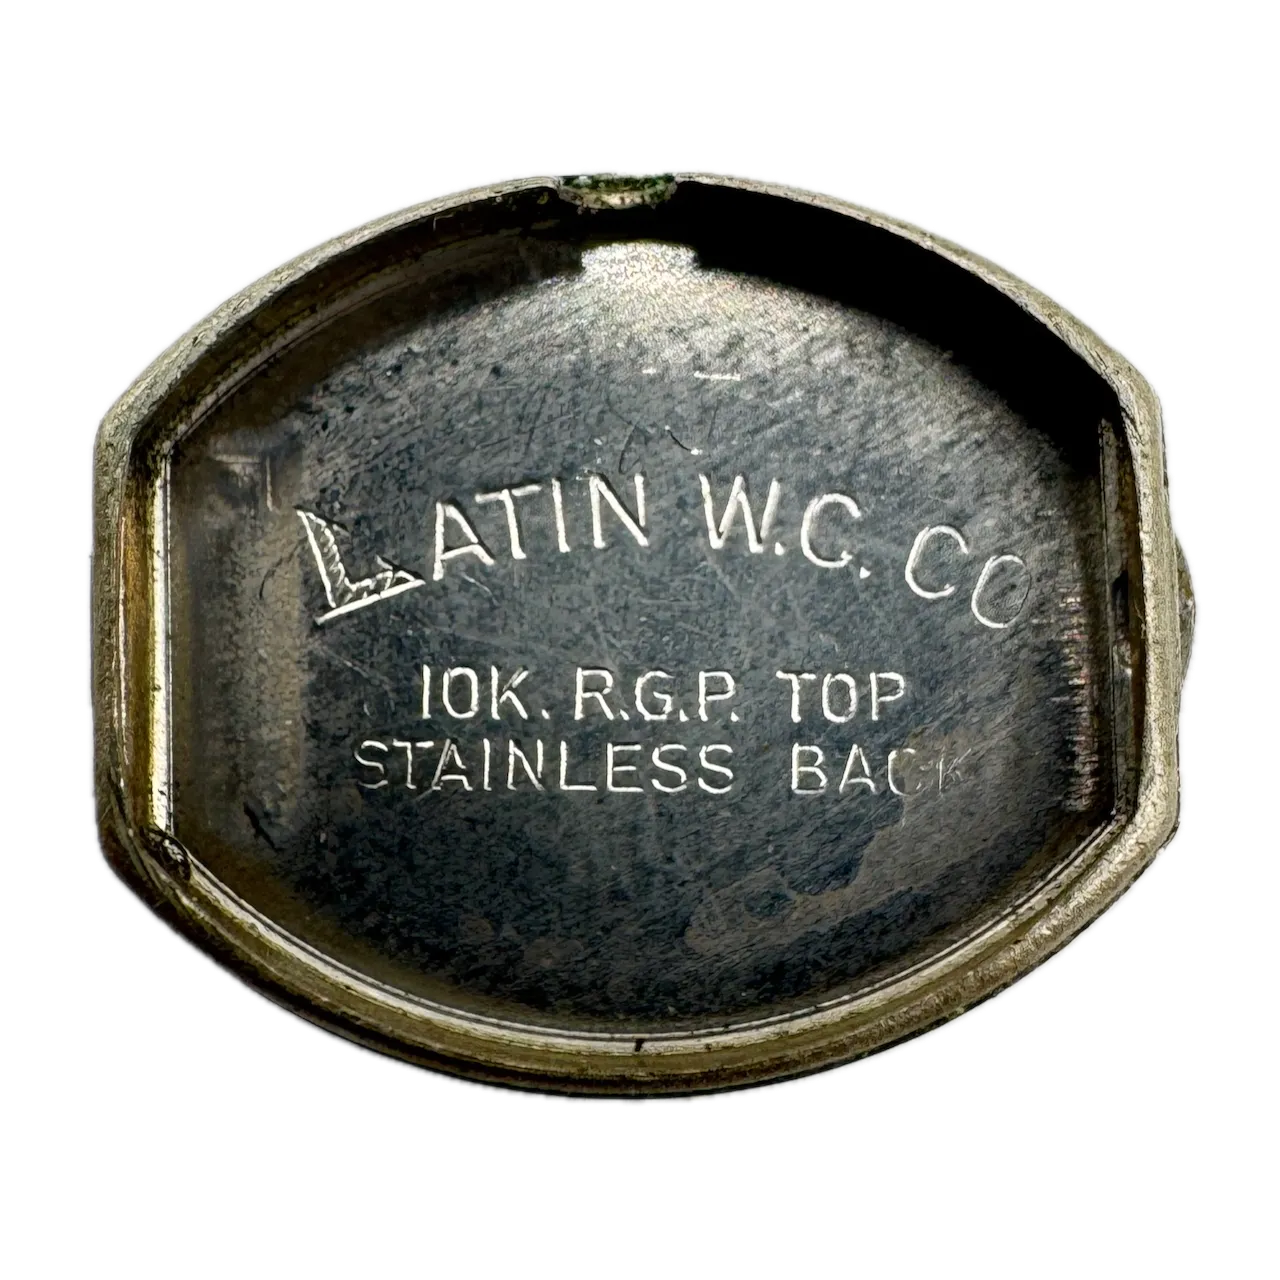 LATIN W.C. CO
10K. R.G.P. TOP
STAINLESS BACK